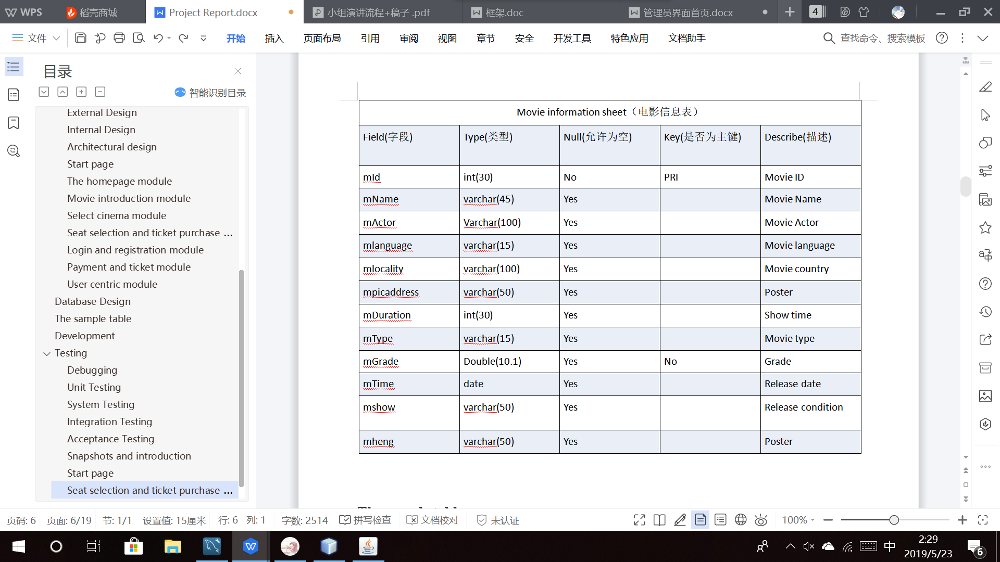 WPS 稻壳商城 Project Report.docx 小组演讲流程+稿子 .pdf 框架.doc 管理员界面首页.docx 4
文件 开始 插入 页面布局 引用 审阅 视图 章节 安全 开发工具 特色应用 文档助手 查找命令、搜索模板
目录
智能识别目录
External Design
Internal Design
Architectural design
Start page
The homepage module
Movie introduction module
Select cinema module
Seat selection and ticket purchase ...
Login and registration module
Payment and ticket module
User centric module
Database Design
The sample table
Development
Testing
Debugging
Unit Testing
System Testing
Integration Testing
Acceptance Testing
Snapshots and introduction
Start page
Seat selection and ticket purchase ...
Movie information sheet（电影信息表）
Field(字段) Type(类型) Null(允许为空) Key(是否为主键) Describe(描述)
mId int(30) No PRI Movie ID
mName varchar(45) Yes Movie Name
mActor Varchar(100) Yes Movie Actor
mlanguage varchar(15) Yes Movie language
mlocality varchar(100) Yes Movie country
mpicaddress varchar(50) Yes Poster
mDuration int(30) Yes Show time
mType varchar(15) Yes Movie type
mGrade Double(10.1) Yes No Grade
mTime date Yes Release date
mshow varchar(50) Yes Release condition
mheng varchar(50) Yes Poster
页码: 6 页面: 6/19 节: 1/1 设置值: 15厘米 行: 6 列: 1 字数: 2514 拼写检查 文档校对 未认证 100%
中 2:29
2019/5/23 6